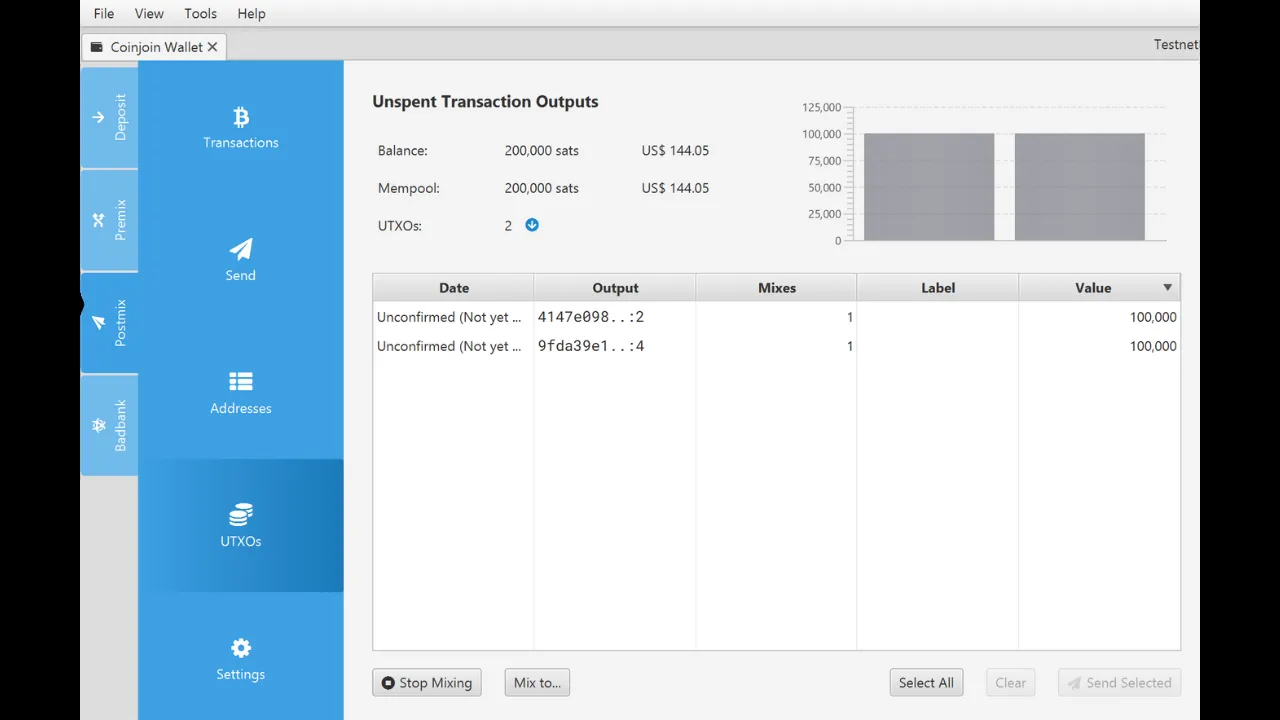 File View Tools Help
Coinjoin Wallet
Testnet
Deposit
Premix
Postmix
Badbank
Transactions
Send
Addresses
UTXOs
Settings
Unspent Transaction Outputs
Balance: 200,000 sats US$ 144.05
Mempool: 200,000 sats US$ 144.05
UTXOs: 2
125,000
100,000
75,000
50,000
25,000
0
Date Output Mixes Label Value
Unconfirmed (Not yet ... 4147e098..:2 1 100,000
Unconfirmed (Not yet ... 9fda39e1..:4 1 100,000
Stop Mixing Mix to... Select All Clear Send Selected